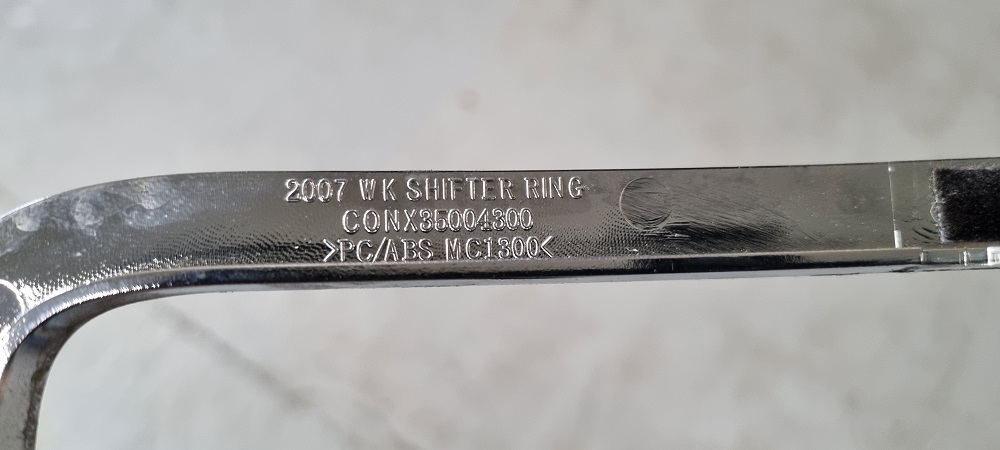 2007 WK SHIFTER RING
CONX35004300
>PC/ABS MC1300<